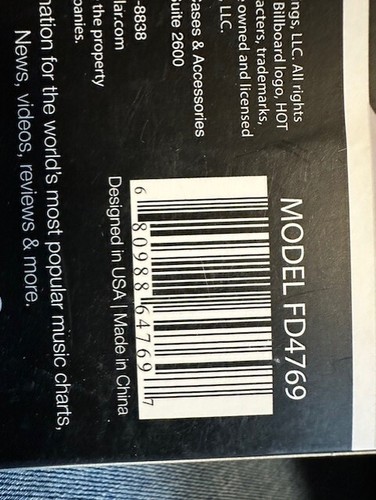 ngs, LLC. All rights
Billboard logo, HOT
acters, trademarks,
owned and licensed
LLC.
ases & Accessories
uite 2600
-8838
lar.com
the property
panies.
nation for the world's most popular music charts,
News, videos, reviews & more.
MODEL FD4769
6 80988 64769 7
Designed in USA | Made in China